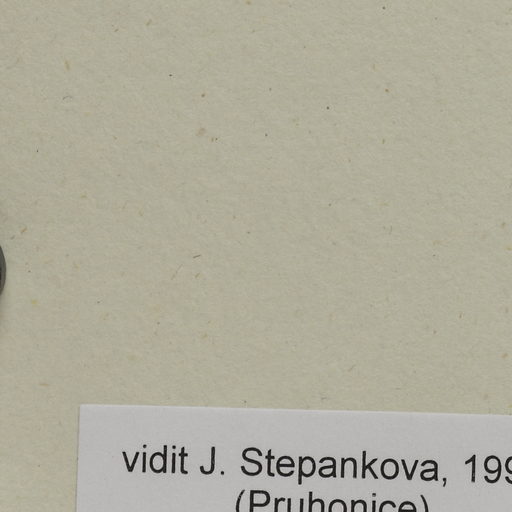 vidit J. Stepankova, 199
(Pruhonice)